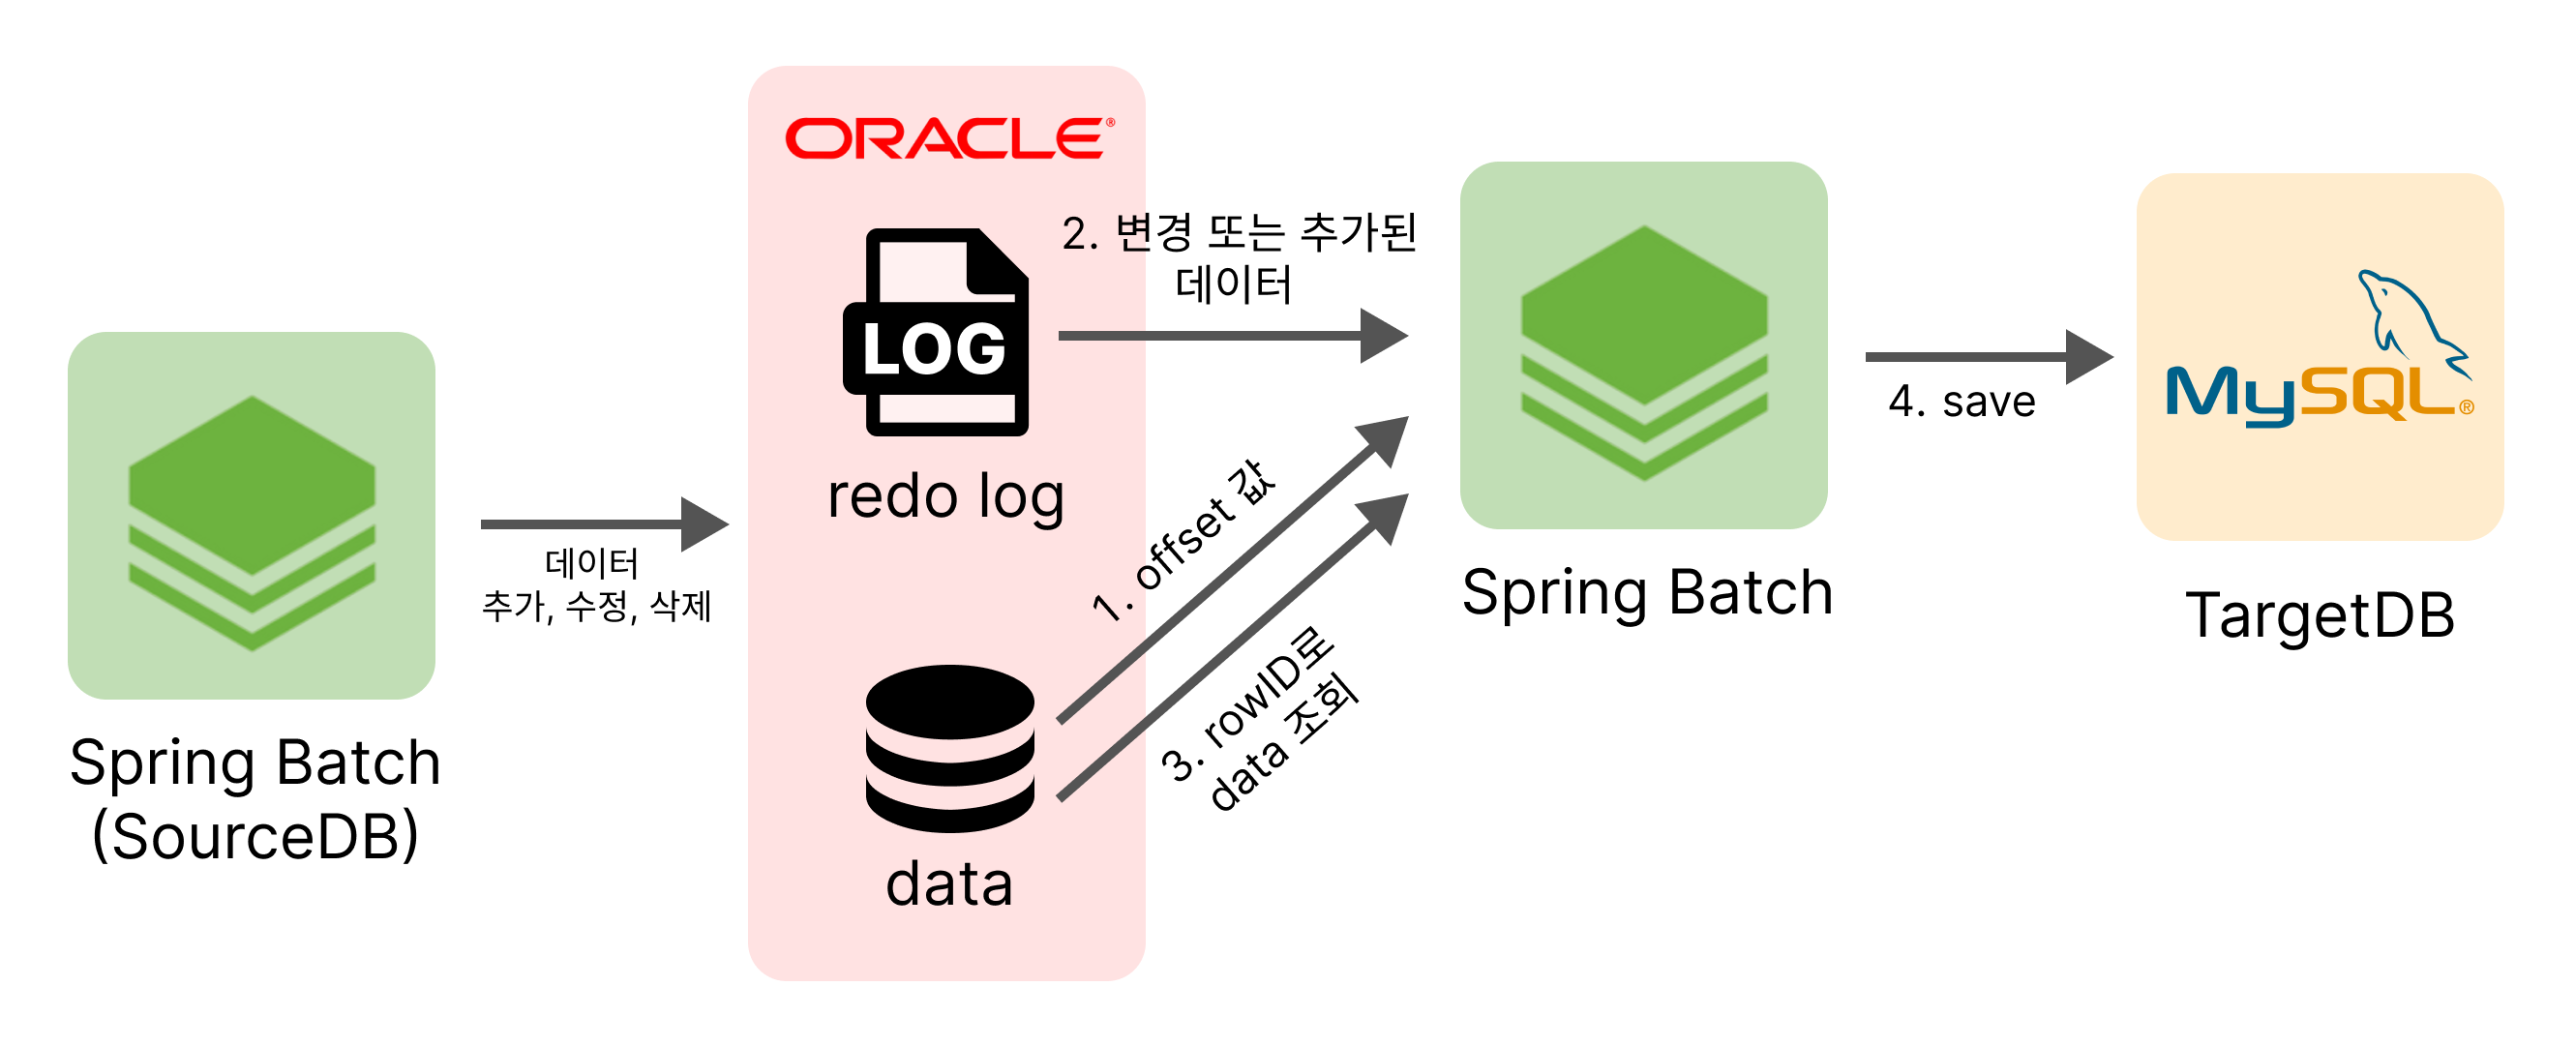 Spring Batch
(SourceDB)
데이터
추가, 수정, 삭제
ORACLE®
LOG
redo log
data
2. 변경 또는 추가된
데이터
1. offset 값
3. rowID로
data 조회
Spring Batch
4. save
MySQL®
TargetDB